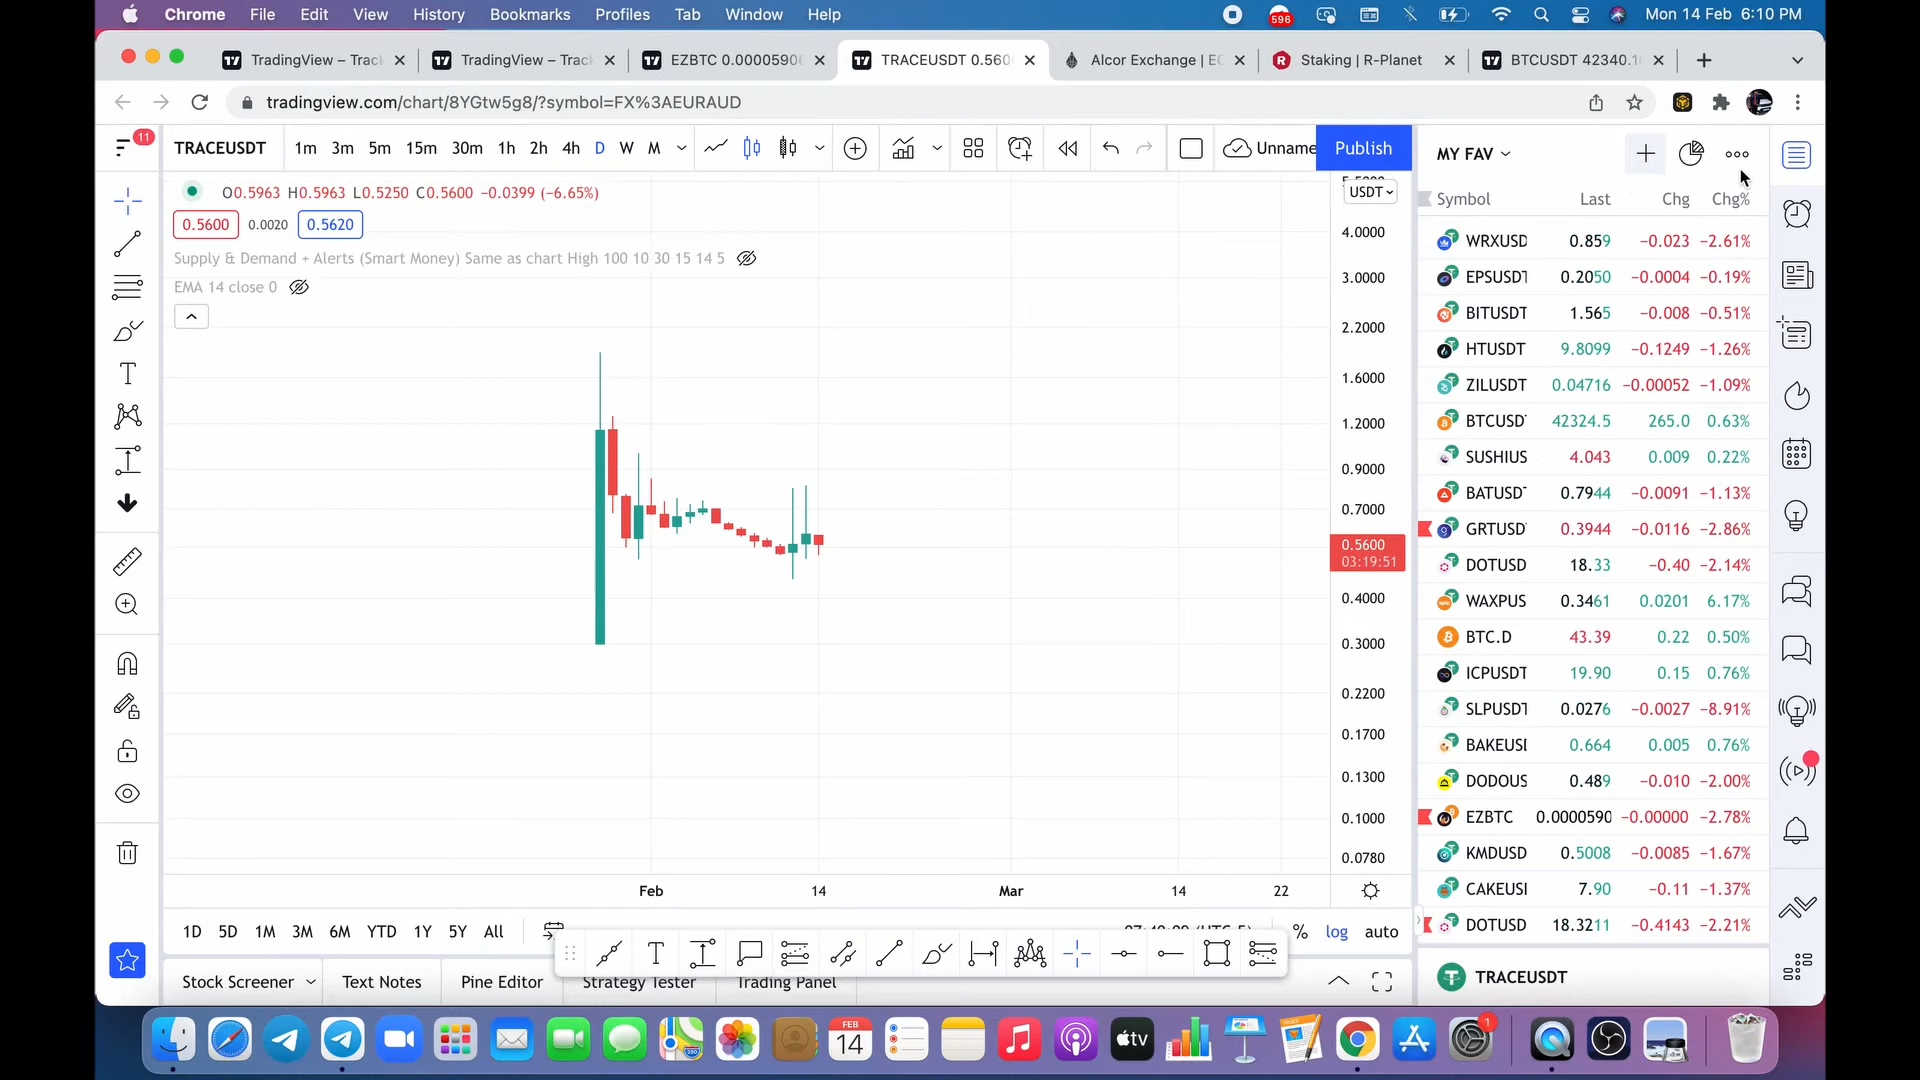 Chrome File Edit View History Bookmarks Profiles Tab Window Help 596 Mon 14 Feb 6:10 PM
TradingView – Trac TradingView – Trac EZBTC 0.00005906 TRACEUSDT 0.560 Alcor Exchange | EO Staking | R-Planet BTCUSDT 42340.10
tradingview.com/chart/8YGtw5g8/?symbol=FX%3AEURAUD
11 TRACEUSDT 1m 3m 5m 15m 30m 1h 2h 4h D W M Unname Publish MY FAV
O0.5963 H0.5963 L0.5250 C0.5600 −0.0399 (−6.65%)
0.5600 0.0020 0.5620
Supply & Demand + Alerts (Smart Money) Same as chart High 100 10 30 15 14 5
EMA 14 close 0
USDT
4.0000
3.0000
2.2000
1.6000
1.2000
0.9000
0.7000
0.5600
03:19:51
0.4000
0.3000
0.2200
0.1700
0.1300
0.1000
0.0780
Feb 14 Mar 14 22
Symbol Last Chg Chg%
WRXUSD 0.859 −0.023 −2.61%
EPSUSDT 0.2050 −0.0004 −0.19%
BITUSDT 1.565 −0.008 −0.51%
HTUSDT 9.8099 −0.1249 −1.26%
ZILUSDT 0.04716 −0.00052 −1.09%
BTCUSD 42324.5 265.0 0.63%
SUSHIUS 4.043 0.009 0.22%
BATUSD 0.7944 −0.0091 −1.13%
GRTUSD 0.3944 −0.0116 −2.86%
DOTUSD 18.33 −0.40 −2.14%
WAXPUS 0.3461 0.0201 6.17%
BTC.D 43.39 0.22 0.50%
ICPUSDT 19.90 0.15 0.76%
SLPUSDT 0.0276 −0.0027 −8.91%
BAKEUSI 0.664 0.005 0.76%
DODOUS 0.489 −0.010 −2.00%
EZBTC 0.0000590 −0.00000 −2.78%
KMDUSD 0.5008 −0.0085 −1.67%
CAKEUSI 7.90 −0.11 −1.37%
DOTUSD 18.3211 −0.4143 −2.21%
1D 5D 1M 3M 6M YTD 1Y 5Y All % log auto
Stock Screener Text Notes Pine Editor Strategy Tester Trading Panel
TRACEUSDT
FEB
14
tv
1